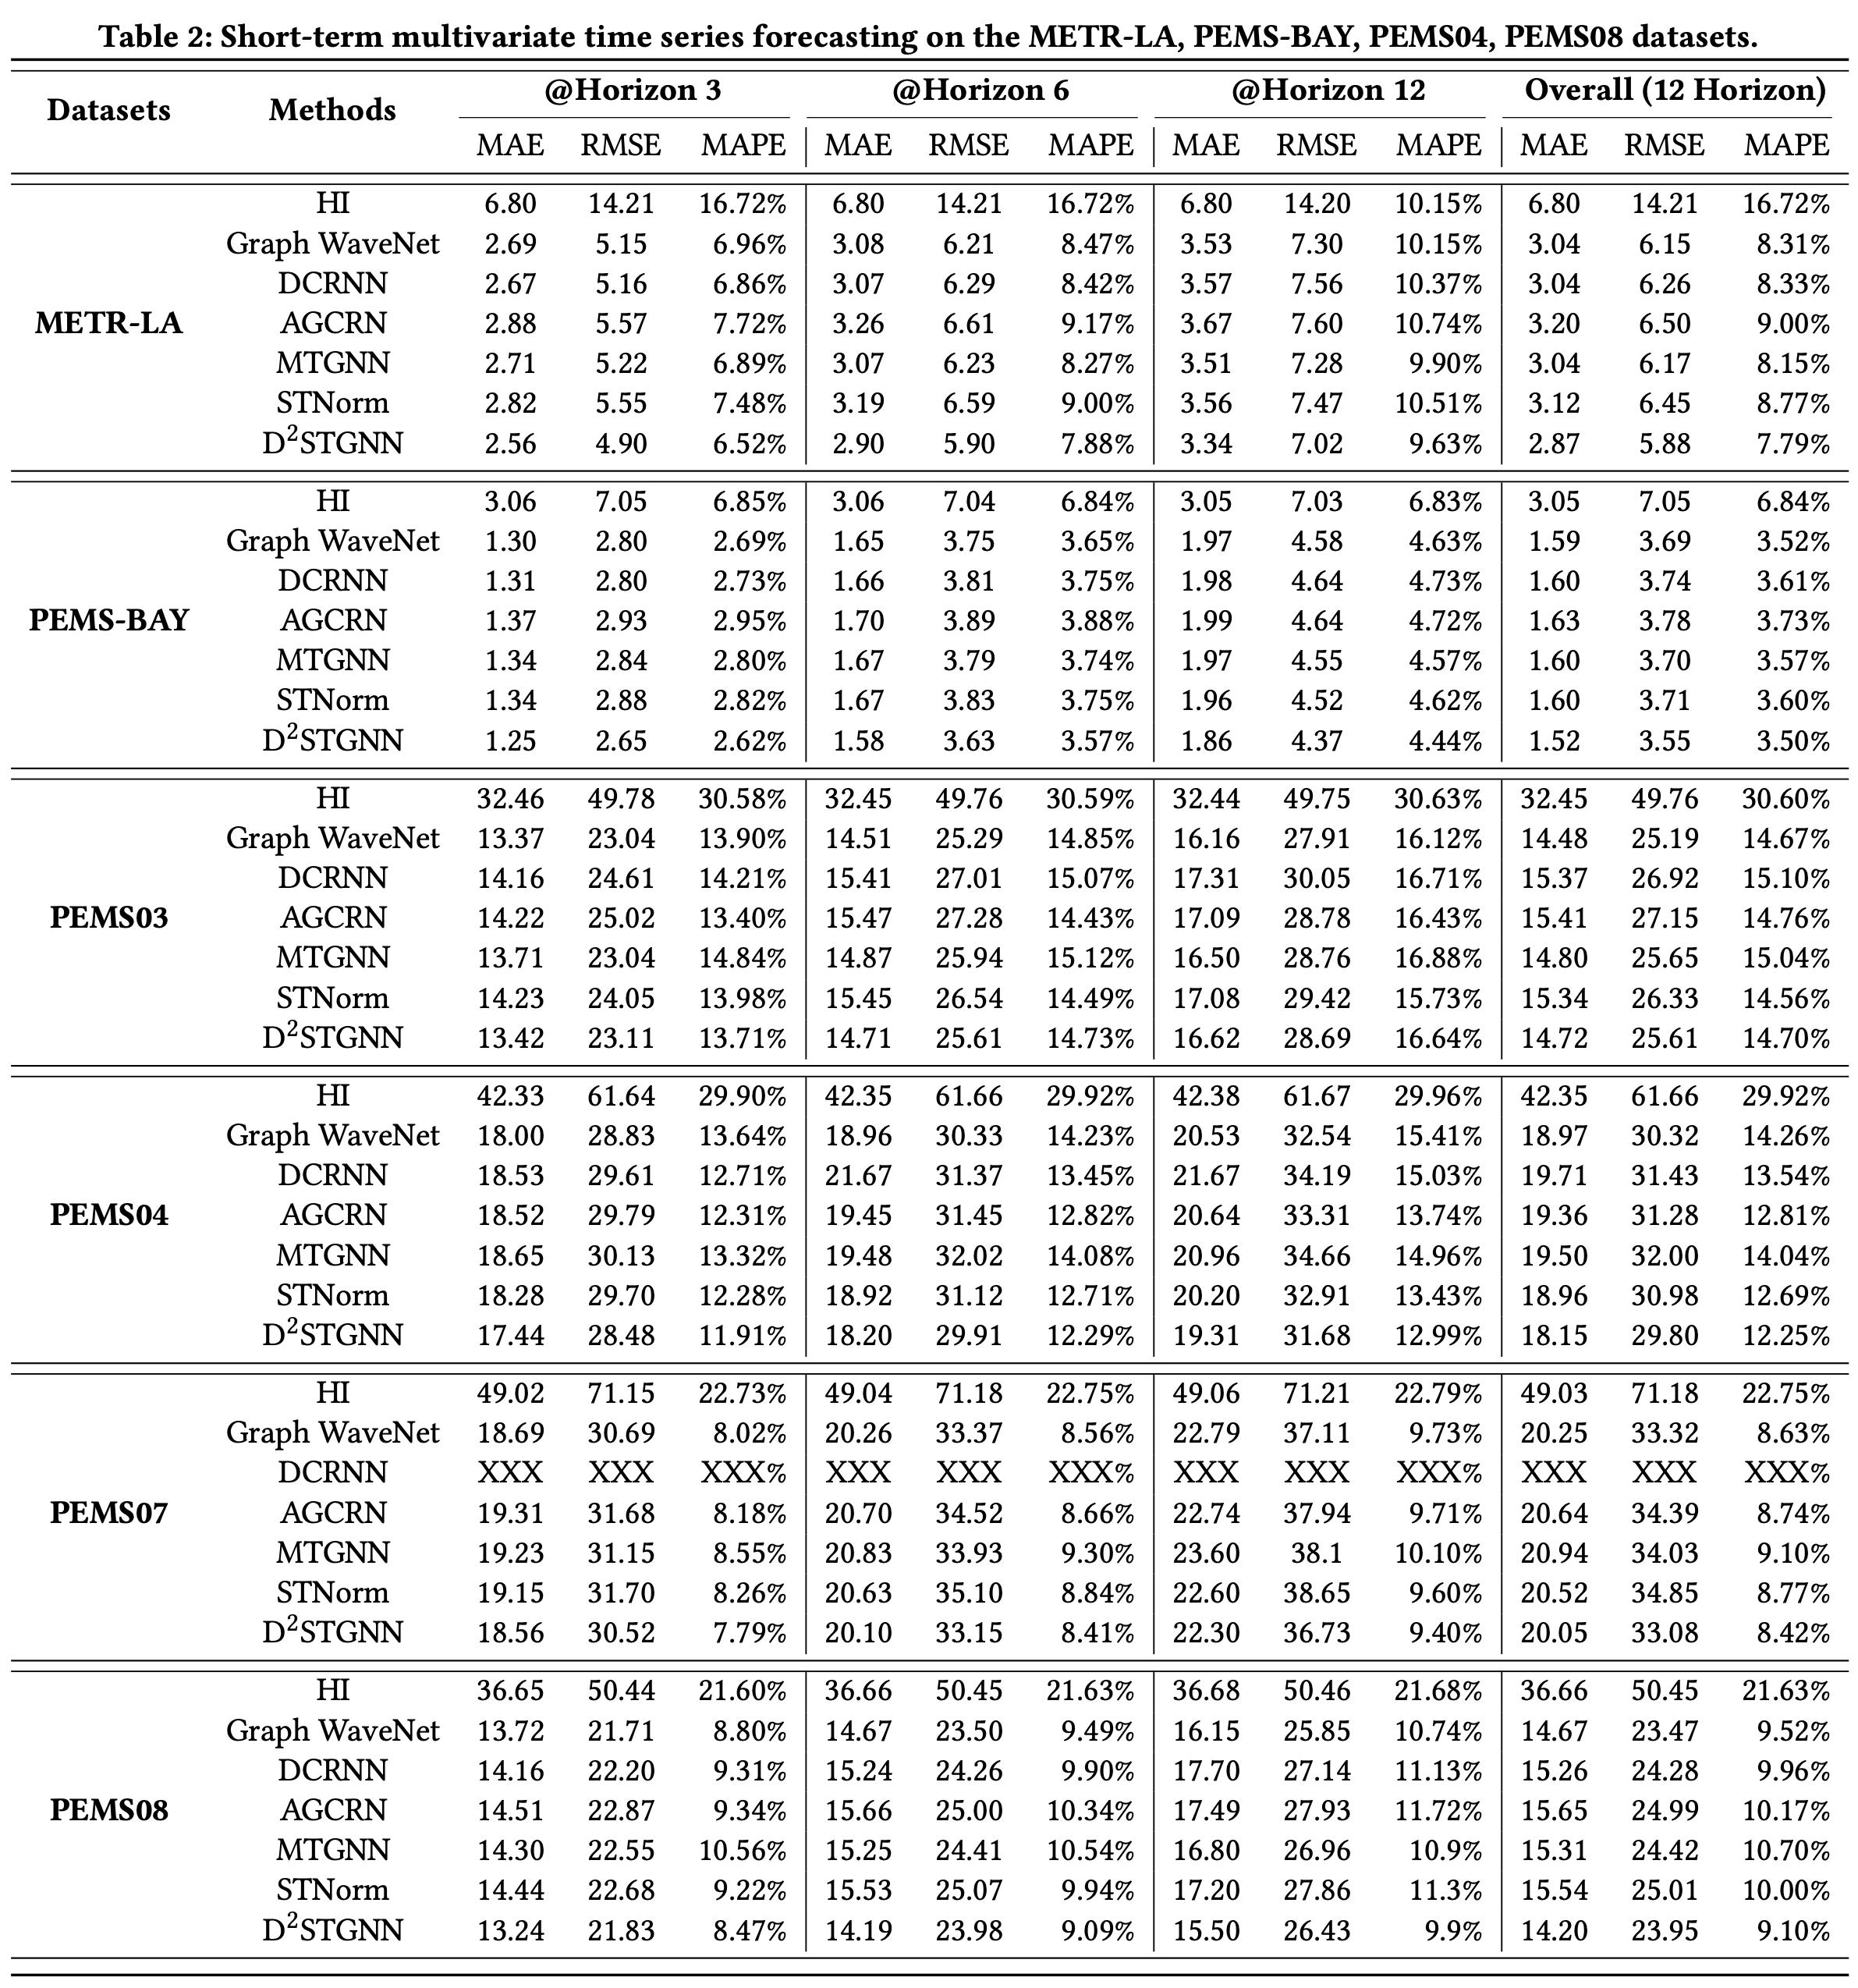 Table 2: Short-term multivariate time series forecasting on the METR-LA, PEMS-BAY, PEMS04, PEMS08 datasets.
Datasets Methods @Horizon 3 @Horizon 6 @Horizon 12 Overall (12 Horizon)
MAE RMSE MAPE MAE RMSE MAPE MAE RMSE MAPE MAE RMSE MAPE
HI 6.80 14.21 16.72% 6.80 14.21 16.72% 6.80 14.20 10.15% 6.80 14.21 16.72%
Graph WaveNet 2.69 5.15 6.96% 3.08 6.21 8.47% 3.53 7.30 10.15% 3.04 6.15 8.31%
DCRNN 2.67 5.16 6.86% 3.07 6.29 8.42% 3.57 7.56 10.37% 3.04 6.26 8.33%
METR-LA AGCRN 2.88 5.57 7.72% 3.26 6.61 9.17% 3.67 7.60 10.74% 3.20 6.50 9.00%
MTGNN 2.71 5.22 6.89% 3.07 6.23 8.27% 3.51 7.28 9.90% 3.04 6.17 8.15%
STNorm 2.82 5.55 7.48% 3.19 6.59 9.00% 3.56 7.47 10.51% 3.12 6.45 8.77%
D²STGNN 2.56 4.90 6.52% 2.90 5.90 7.88% 3.34 7.02 9.63% 2.87 5.88 7.79%
HI 3.06 7.05 6.85% 3.06 7.04 6.84% 3.05 7.03 6.83% 3.05 7.05 6.84%
Graph WaveNet 1.30 2.80 2.69% 1.65 3.75 3.65% 1.97 4.58 4.63% 1.59 3.69 3.52%
DCRNN 1.31 2.80 2.73% 1.66 3.81 3.75% 1.98 4.64 4.73% 1.60 3.74 3.61%
PEMS-BAY AGCRN 1.37 2.93 2.95% 1.70 3.89 3.88% 1.99 4.64 4.72% 1.63 3.78 3.73%
MTGNN 1.34 2.84 2.80% 1.67 3.79 3.74% 1.97 4.55 4.57% 1.60 3.70 3.57%
STNorm 1.34 2.88 2.82% 1.67 3.83 3.75% 1.96 4.52 4.62% 1.60 3.71 3.60%
D²STGNN 1.25 2.65 2.62% 1.58 3.63 3.57% 1.86 4.37 4.44% 1.52 3.55 3.50%
HI 32.46 49.78 30.58% 32.45 49.76 30.59% 32.44 49.75 30.63% 32.45 49.76 30.60%
Graph WaveNet 13.37 23.04 13.90% 14.51 25.29 14.85% 16.16 27.91 16.12% 14.48 25.19 14.67%
DCRNN 14.16 24.61 14.21% 15.41 27.01 15.07% 17.31 30.05 16.71% 15.37 26.92 15.10%
PEMS03 AGCRN 14.22 25.02 13.40% 15.47 27.28 14.43% 17.09 28.78 16.43% 15.41 27.15 14.76%
MTGNN 13.71 23.04 14.84% 14.87 25.94 15.12% 16.50 28.76 16.88% 14.80 25.65 15.04%
STNorm 14.23 24.05 13.98% 15.45 26.54 14.49% 17.08 29.42 15.73% 15.34 26.33 14.56%
D²STGNN 13.42 23.11 13.71% 14.71 25.61 14.73% 16.62 28.69 16.64% 14.72 25.61 14.70%
HI 42.33 61.64 29.90% 42.35 61.66 29.92% 42.38 61.67 29.96% 42.35 61.66 29.92%
Graph WaveNet 18.00 28.83 13.64% 18.96 30.33 14.23% 20.53 32.54 15.41% 18.97 30.32 14.26%
DCRNN 18.53 29.61 12.71% 21.67 31.37 13.45% 21.67 34.19 15.03% 19.71 31.43 13.54%
PEMS04 AGCRN 18.52 29.79 12.31% 19.45 31.45 12.82% 20.64 33.31 13.74% 19.36 31.28 12.81%
MTGNN 18.65 30.13 13.32% 19.48 32.02 14.08% 20.96 34.66 14.96% 19.50 32.00 14.04%
STNorm 18.28 29.70 12.28% 18.92 31.12 12.71% 20.20 32.91 13.43% 18.96 30.98 12.69%
D²STGNN 17.44 28.48 11.91% 18.20 29.91 12.29% 19.31 31.68 12.99% 18.15 29.80 12.25%
HI 49.02 71.15 22.73% 49.04 71.18 22.75% 49.06 71.21 22.79% 49.03 71.18 22.75%
Graph WaveNet 18.69 30.69 8.02% 20.26 33.37 8.56% 22.79 37.11 9.73% 20.25 33.32 8.63%
DCRNN XXX XXX XXX% XXX XXX XXX% XXX XXX XXX% XXX XXX XXX%
PEMS07 AGCRN 19.31 31.68 8.18% 20.70 34.52 8.66% 22.74 37.94 9.71% 20.64 34.39 8.74%
MTGNN 19.23 31.15 8.55% 20.83 33.93 9.30% 23.60 38.1 10.10% 20.94 34.03 9.10%
STNorm 19.15 31.70 8.26% 20.63 35.10 8.84% 22.60 38.65 9.60% 20.52 34.85 8.77%
D²STGNN 18.56 30.52 7.79% 20.10 33.15 8.41% 22.30 36.73 9.40% 20.05 33.08 8.42%
HI 36.65 50.44 21.60% 36.66 50.45 21.63% 36.68 50.46 21.68% 36.66 50.45 21.63%
Graph WaveNet 13.72 21.71 8.80% 14.67 23.50 9.49% 16.15 25.85 10.74% 14.67 23.47 9.52%
DCRNN 14.16 22.20 9.31% 15.24 24.26 9.90% 17.70 27.14 11.13% 15.26 24.28 9.96%
PEMS08 AGCRN 14.51 22.87 9.34% 15.66 25.00 10.34% 17.49 27.93 11.72% 15.65 24.99 10.17%
MTGNN 14.30 22.55 10.56% 15.25 24.41 10.54% 16.80 26.96 10.9% 15.31 24.42 10.70%
STNorm 14.44 22.68 9.22% 15.53 25.07 9.94% 17.20 27.86 11.3% 15.54 25.01 10.00%
D²STGNN 13.24 21.83 8.47% 14.19 23.98 9.09% 15.50 26.43 9.9% 14.20 23.95 9.10%